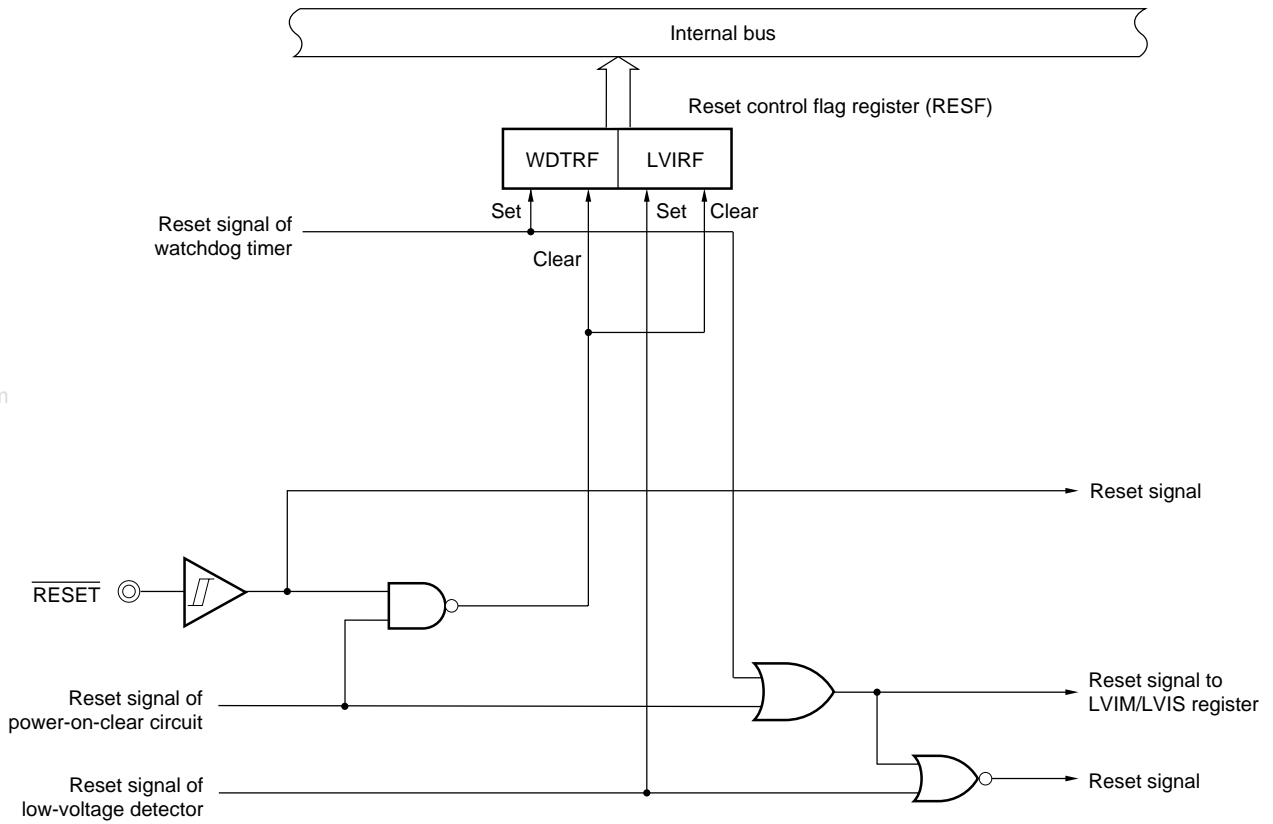 Internal bus
Reset control flag register (RESF)
WDTRF
LVIRF
Set
Set
Clear
Reset signal of
watchdog timer
Clear
m
Reset signal
RESET
Reset signal of
power-on-clear circuit
Reset signal to
LVIM/LVIS register
Reset signal of
low-voltage detector
Reset signal